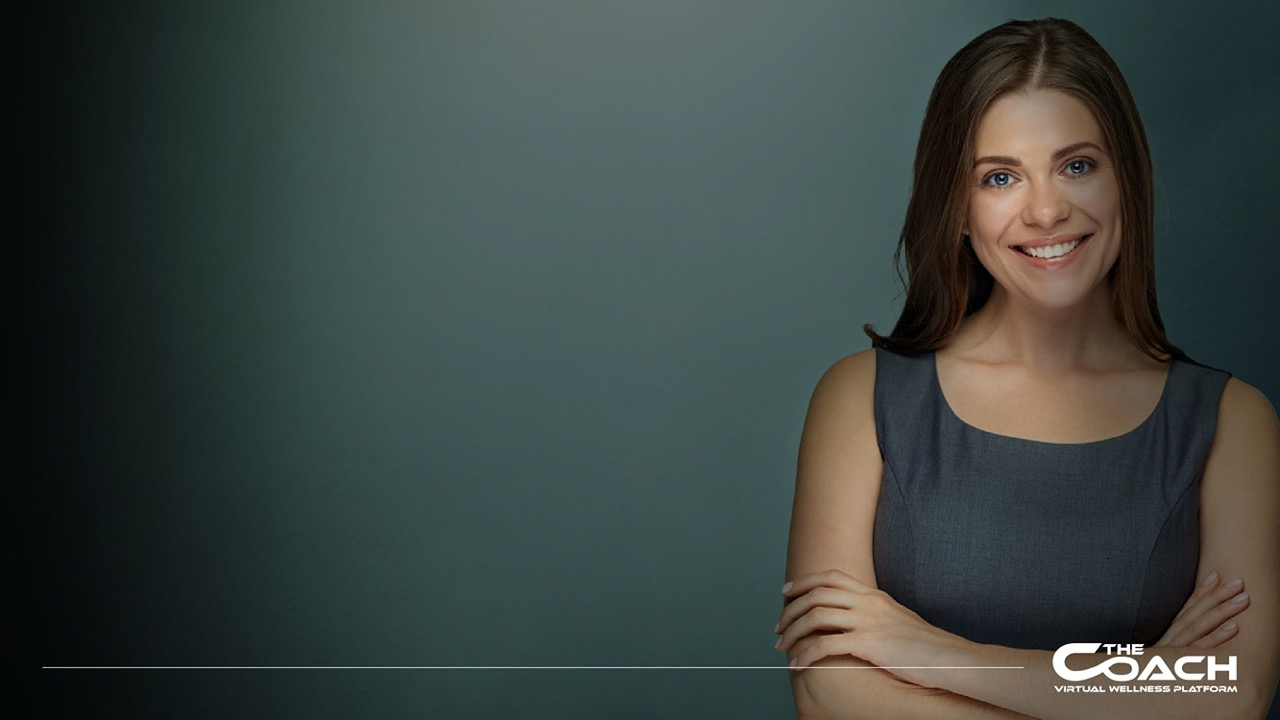 THE
COACH
VIRTUAL WELLNESS PLATFORM